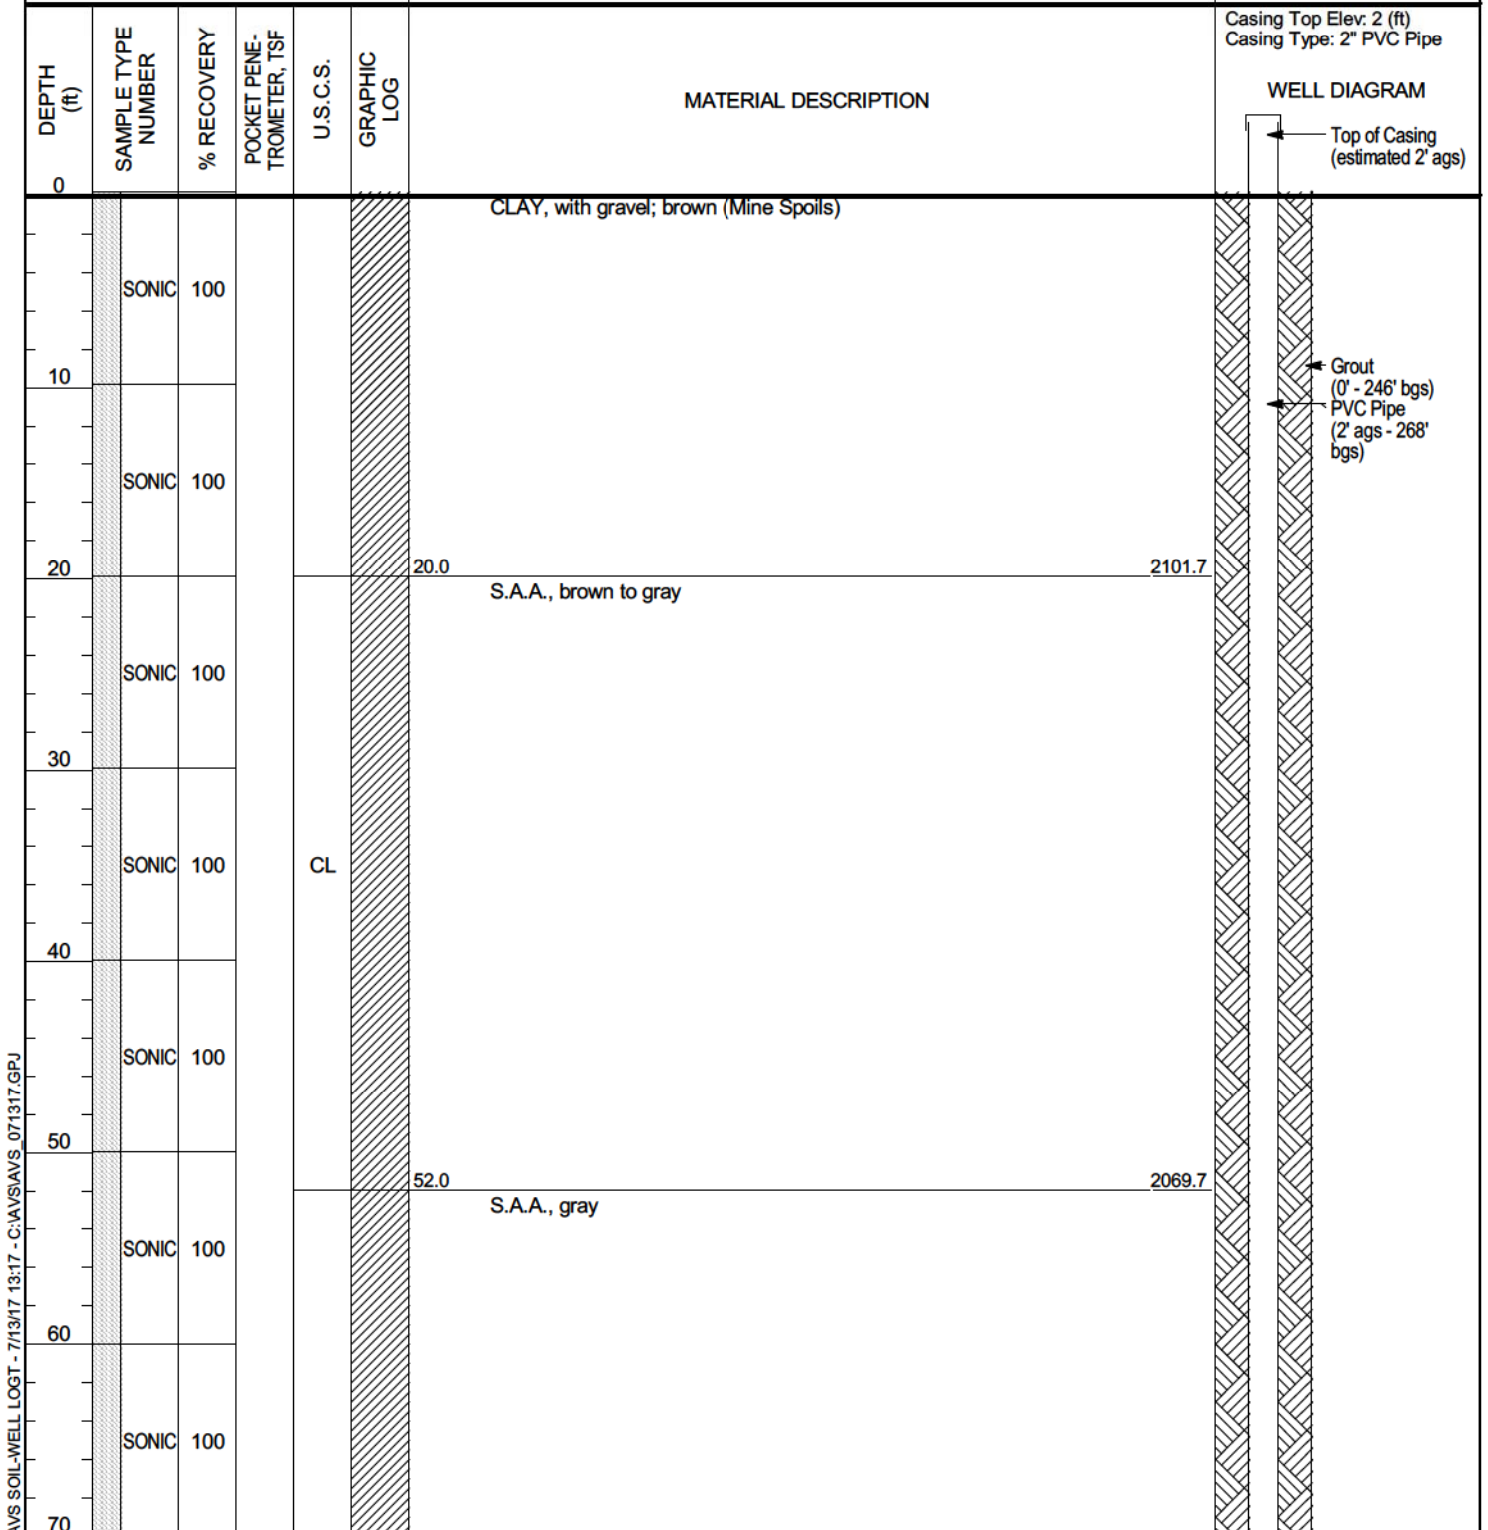 Casing Top Elev: 2 (ft)
Casing Type: 2" PVC Pipe
DEPTH
(ft)
SAMPLE TYPE
NUMBER
% RECOVERY
POCKET PENE-
TROMETER, TSF
U.S.C.S.
GRAPHIC
LOG
MATERIAL DESCRIPTION
WELL DIAGRAM
Top of Casing
(estimated 2' ags)
0
CLAY, with gravel; brown (Mine Spoils)
SONIC 100
10
Grout
(0' - 246' bgs)
PVC Pipe
(2' ags - 268'
bgs)
SONIC 100
20
20.0 2101.7
S.A.A., brown to gray
SONIC 100
30
SONIC 100 CL
40
SONIC 100
50
52.0 2069.7
S.A.A., gray
SONIC 100
60
SONIC 100
70
AVS SOIL-WELL LOGT - 7/13/17 13:17 - C:\AVS\AVS_071317.GPJ